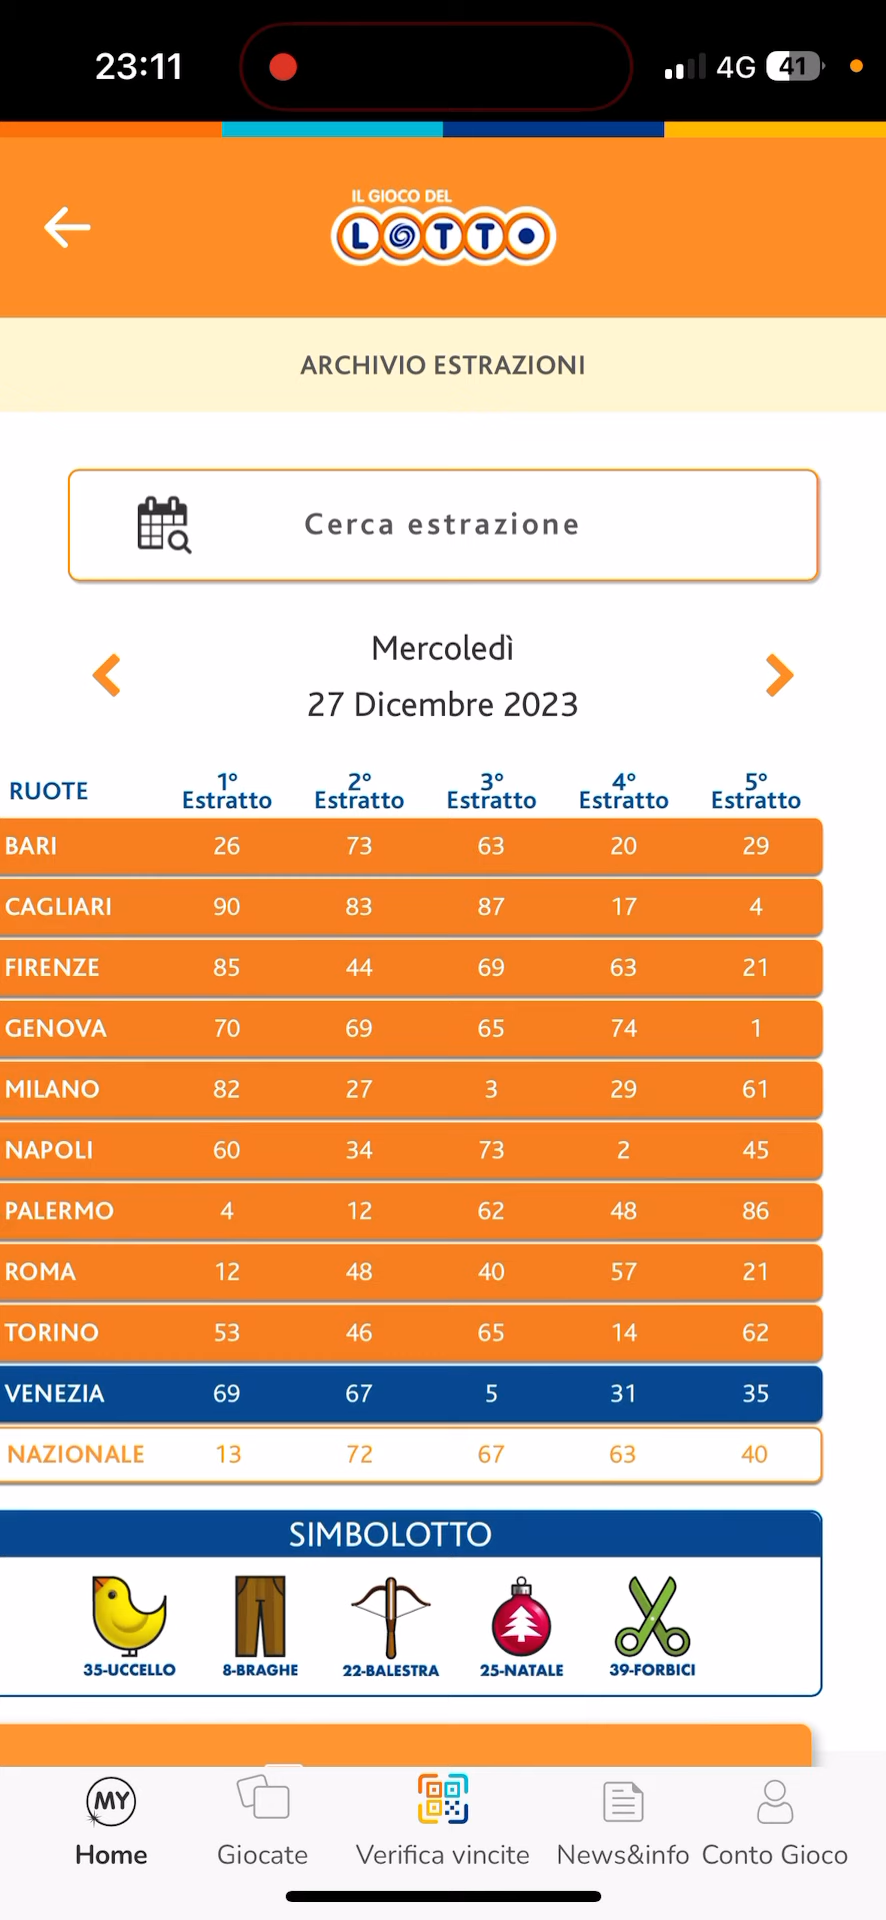 23:11 4G 41
IL GIOCO DEL
LOTTO
ARCHIVIO ESTRAZIONI
Cerca estrazione
Mercoledì
27 Dicembre 2023
RUOTE 1° Estratto 2° Estratto 3° Estratto 4° Estratto 5° Estratto
BARI 26 73 63 20 29
CAGLIARI 90 83 87 17 4
FIRENZE 85 44 69 63 21
GENOVA 70 69 65 74 1
MILANO 82 27 3 29 61
NAPOLI 60 34 73 2 45
PALERMO 4 12 62 48 86
ROMA 12 48 40 57 21
TORINO 53 46 65 14 62
VENEZIA 69 67 5 31 35
NAZIONALE 13 72 67 63 40
SIMBOLOTTO
35-UCCELLO 8-BRAGHE 22-BALESTRA 25-NATALE 39-FORBICI
MY
Home Giocate Verifica vincite News&info Conto Gioco